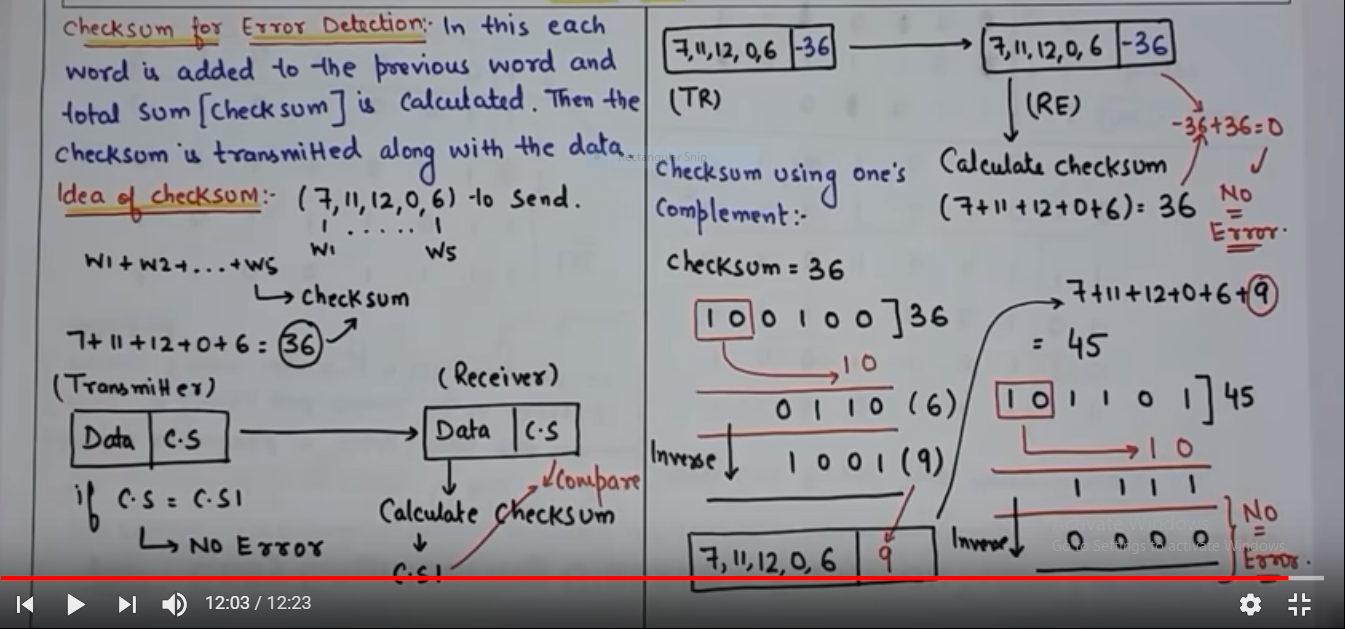 Checksum for Error Detection:- In this each
word is added to the previous word and
total sum [Checksum] is Calculated. Then the
checksum is transmitted along with the data.
Idea of checksum:- (7,11,12,0,6) to send.
W1 ..... W5
W1 + W2 + ... + W5
→ Checksum
7+11+12+0+6 = 36
(Transmitter)
(Receiver)
Data C.S
Data C.S
Compare
if C.S = C.S1
Calculate Checksum
→ No Error
C.S1
7,11,12,0,6 -36
7,11,12,0,6 -36
(TR)
(RE)
-36+36=0
Calculate checksum
(7+11+12+0+6)= 36
No
Error.
Rectangular Snip
Checksum using one's
Complement:-
Checksum = 36
1 0 0 1 0 0 ] 36
1 0
0 1 1 0 (6)
Inverse 1 0 0 1 (9)
7,11,12,0,6 9
7+11+12+0+6+9
= 45
1 0 1 1 0 1 ] 45
1 0
1 1 1 1
Inverse 0 0 0 0
No
Error.
Activate Windows
Go to Settings to activate Windows.
12:03 / 12:23